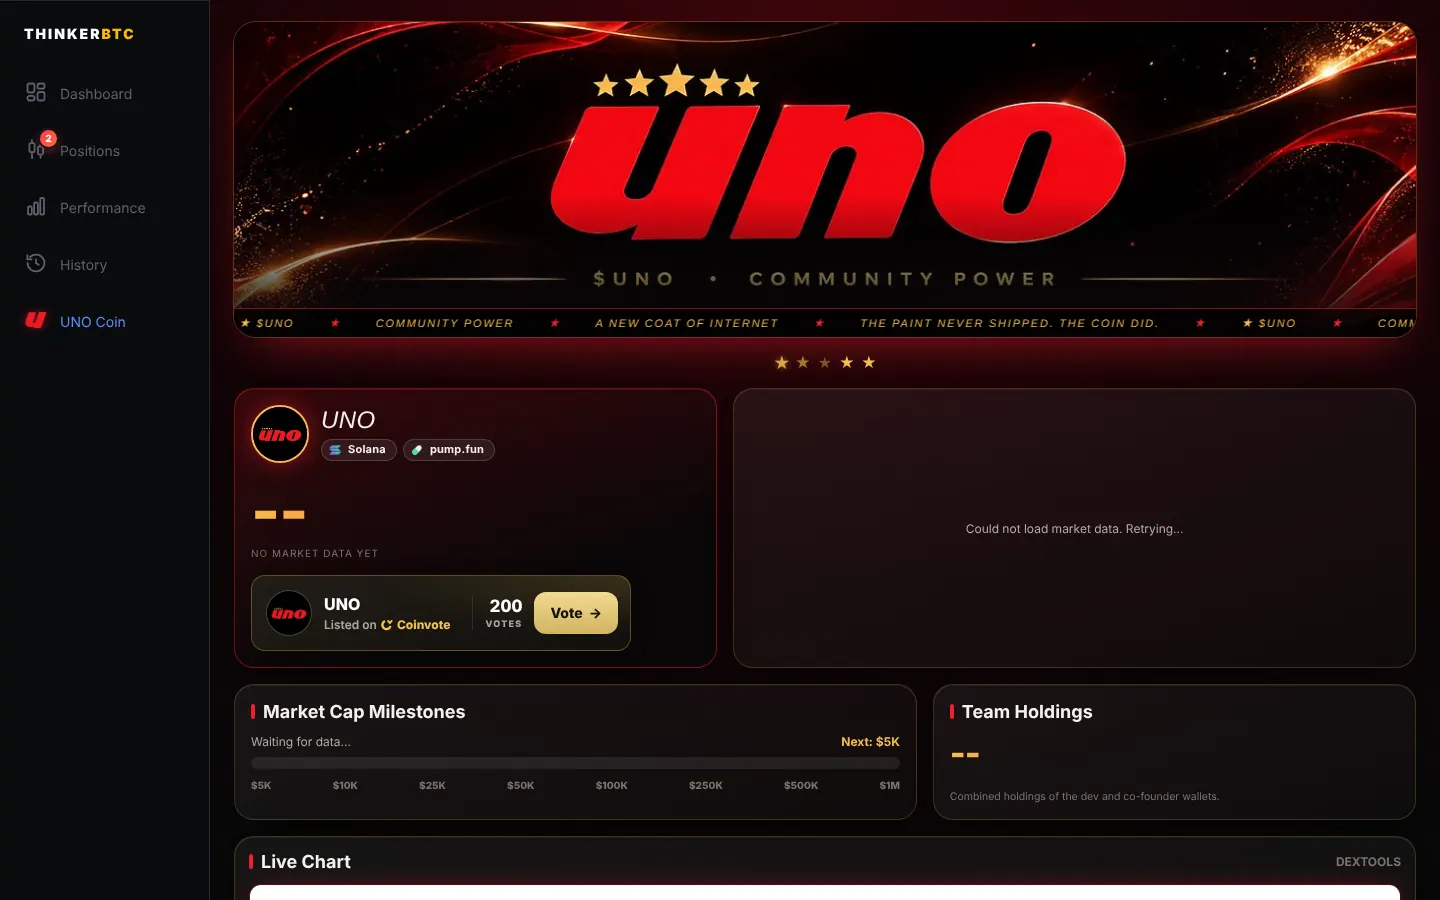 THINKERBTC
Dashboard
2
Positions
Performance
History
UNO Coin
uno
$UNO • COMMUNITY POWER
★ $UNO ★ COMMUNITY POWER ★ A NEW COAT OF INTERNET ★ THE PAINT NEVER SHIPPED. THE COIN DID. ★ ★ $UNO ★ COMM
uno
UNO
Solana
pump.fun
--
NO MARKET DATA YET
uno
UNO
Listed on Coinvote
200
VOTES
Vote →
Could not load market data. Retrying...
Market Cap Milestones
Waiting for data...
Next: $5K
$5K $10K $25K $50K $100K $250K $500K $1M
Team Holdings
--
Combined holdings of the dev and co-founder wallets.
Live Chart
DEXTOOLS